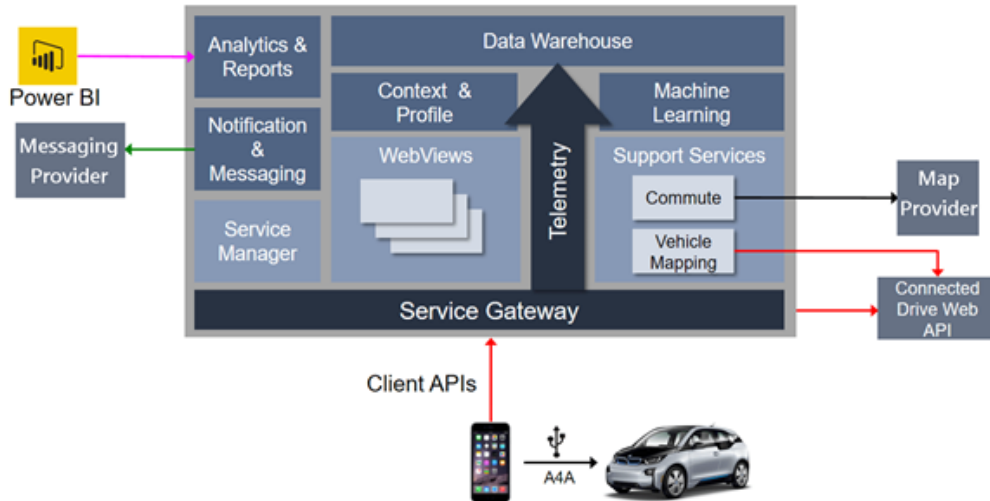 Power BI
Messaging
Provider
Analytics &
Reports
Notification
&
Messaging
Service
Manager
Data Warehouse
Context &
Profile
Machine
Learning
WebViews
Telemetry
Support Services
Commute
Vehicle
Mapping
Service Gateway
Map
Provider
Connected
Drive Web
API
Client APIs
A4A